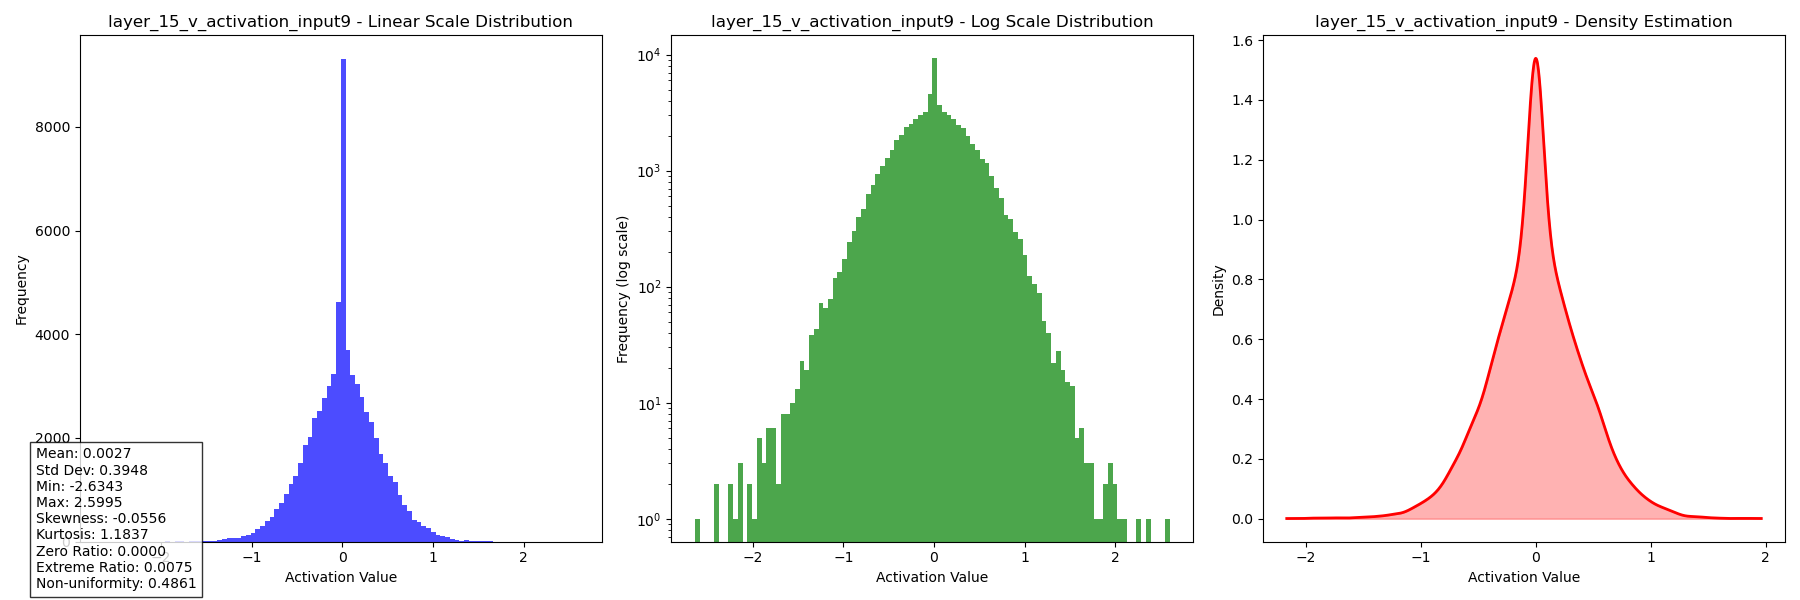 layer_15_v_activation_input9 - Linear Scale Distribution
Frequency
8000
6000
4000
2000
0
−2
−1
0
1
2
Activation Value
Mean: 0.0027
Std Dev: 0.3948
Min: -2.6343
Max: 2.5995
Skewness: -0.0556
Kurtosis: 1.1837
Zero Ratio: 0.0000
Extreme Ratio: 0.0075
Non-uniformity: 0.4861
layer_15_v_activation_input9 - Log Scale Distribution
Frequency (log scale)
10⁴
10³
10²
10¹
10⁰
−2
−1
0
1
2
Activation Value
layer_15_v_activation_input9 - Density Estimation
Density
1.6
1.4
1.2
1.0
0.8
0.6
0.4
0.2
0.0
−2
−1
0
1
2
Activation Value